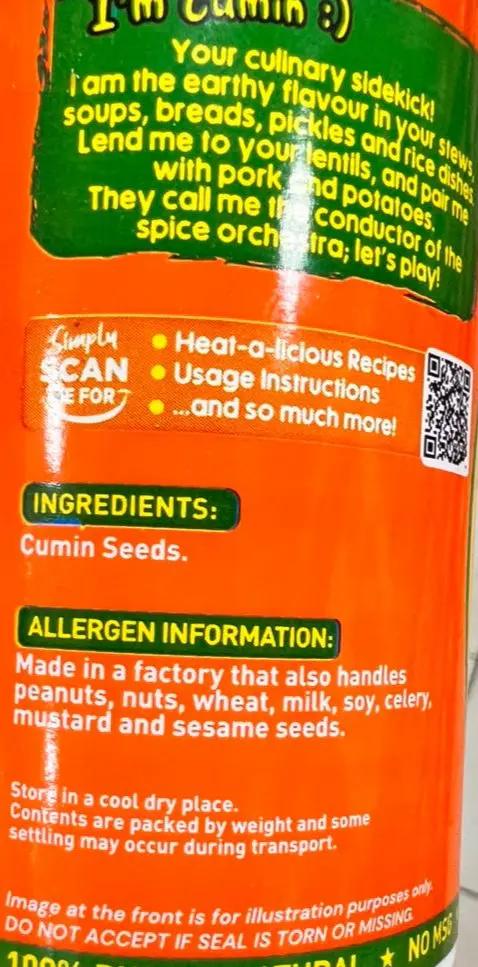 I'm Cumin :)
Your culinary sidekick!
I am the earthy flavour in your stews,
soups, breads, pickles and rice dishes.
Lend me to your lentils, and pair me
with pork and potatoes.
They call me the conductor of the
spice orchestra; let's play!
Simply
SCAN
ME FOR
• Heat-a-licious Recipes
• Usage Instructions
• ...and so much more!
INGREDIENTS:
Cumin Seeds.
ALLERGEN INFORMATION:
Made in a factory that also handles
peanuts, nuts, wheat, milk, soy, celery,
mustard and sesame seeds.
Store in a cool dry place.
Contents are packed by weight and some
settling may occur during transport.
Image at the front is for illustration purposes only.
DO NOT ACCEPT IF SEAL IS TORN OR MISSING.
100% ★ NO MSG